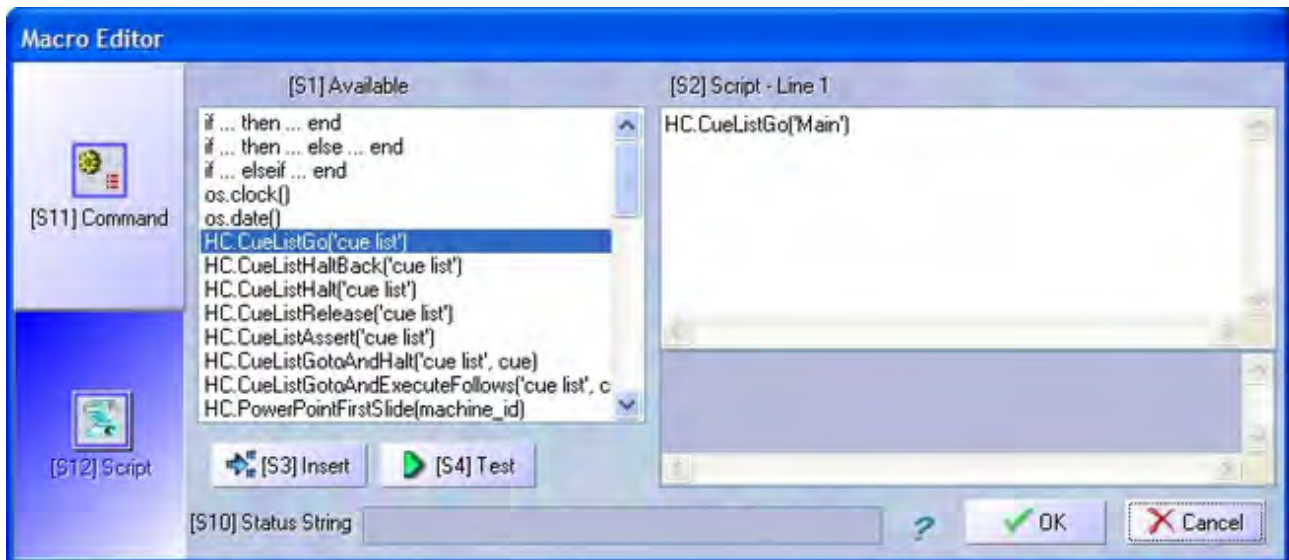 Macro Editor
[S11] Command
[S12] Script
[S1] Available
if ... then ... end
if ... then ... else ... end
if ... elseif ... end
os.clock()
os.date()
HC.CueListGo('cue list')
HC.CueListHaltBack('cue list')
HC.CueListHalt('cue list')
HC.CueListRelease('cue list')
HC.CueListAssert('cue list')
HC.CueListGotoAndHalt('cue list', cue)
HC.CueListGotoAndExecuteFollows('cue list', c
HC.PowerPointFirstSlide(machine_id)
[S3] Insert
[S4] Test
[S2] Script - Line 1
HC.CueListGo('Main')
[S10] Status String
?
OK
Cancel